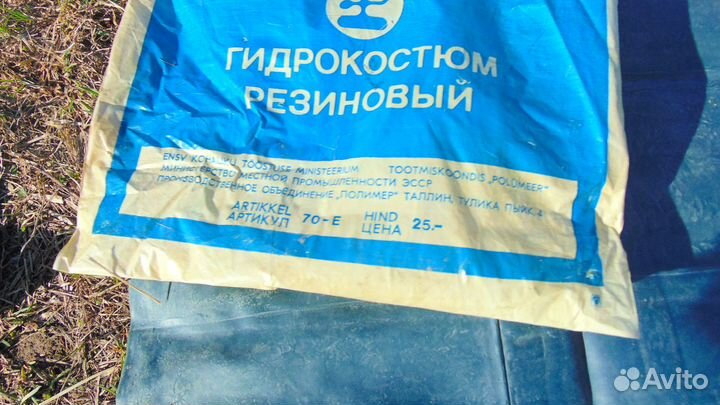 ГИДРОКОСТЮМ
РЕЗИНОВЫЙ
ENSV KOHALIKU TÖÖSTUSE MINISTEERIUM TOOTMISKOONDIS „POLÜMEER"
МИНИСТЕРСТВО МЕСТНОЙ ПРОМЫШЛЕННОСТИ ЭССР
ПРОИЗВОДСТВЕННОЕ ОБЪЕДИНЕНИЕ „ПОЛИМЕР" ТАЛЛИН, ТУЛИКА ПЫЙК, 4
ARTIKKEL HIND
АРТИКУЛ 70-Е ЦЕНА 25.–
Avito